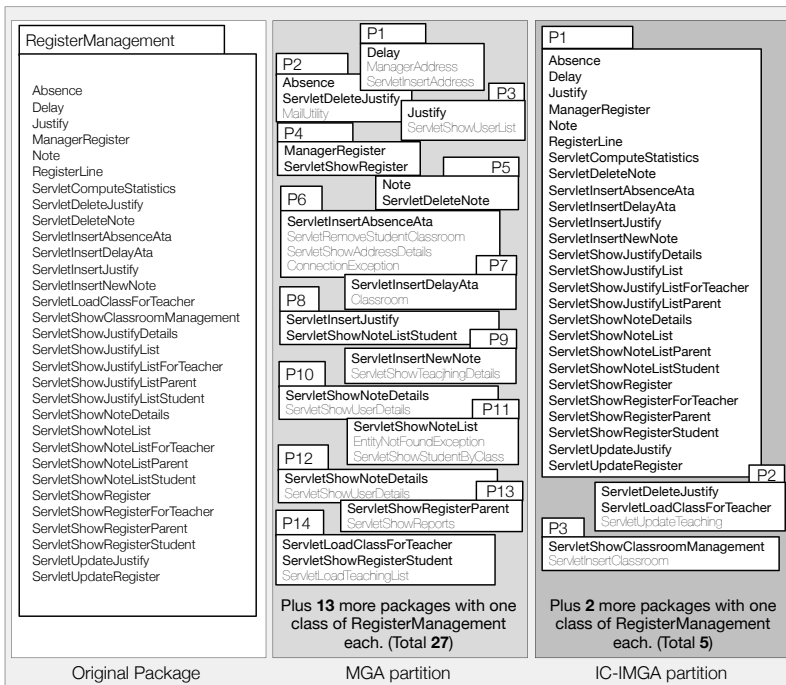 RegisterManagement
Absence
Delay
Justify
ManagerRegister
Note
RegisterLine
ServletComputeStatistics
ServletDeleteJustify
ServletDeleteNote
ServletInsertAbsenceAta
ServletInsertDelayAta
ServletInsertJustify
ServletInsertNewNote
ServletLoadClassForTeacher
ServletShowClassroomManagement
ServletShowJustifyDetails
ServletShowJustifyList
ServletShowJustifyListForTeacher
ServletShowJustifyListParent
ServletShowJustifyListStudent
ServletShowNoteDetails
ServletShowNoteList
ServletShowNoteListForTeacher
ServletShowNoteListParent
ServletShowNoteListStudent
ServletShowRegister
ServletShowRegisterForTeacher
ServletShowRegisterParent
ServletShowRegisterStudent
ServletUpdateJustify
ServletUpdateRegister
Original Package
P1
Delay
ManagerAddress
ServletInsertAddress
P2
Absence
ServletDeleteJustify
MailUtility
P3
Justify
ServletShowUserList
P4
ManagerRegister
ServletShowRegister
P5
Note
ServletDeleteNote
P6
ServletInsertAbsenceAta
ServletRemoveStudentClassroom
ServletShowAddressDetails
ConnectionException
P7
ServletInsertDelayAta
Classroom
P8
ServletInsertJustify
ServletShowNoteListStudent
P9
ServletInsertNewNote
ServletShowTeacjhingDetails
P10
ServletShowNoteDetails
ServletShowUserDetails
P11
ServletShowNoteList
EntityNotFoundException
ServletShowStudentByClass
P12
ServletShowNoteDetails
ServletShowUserDetails
P13
ServletShowRegisterParent
ServletShowReports
P14
ServletLoadClassForTeacher
ServletShowRegisterStudent
ServletLoadTeachingList
Plus 13 more packages with one
class of RegisterManagement
each. (Total 27)
MGA partition
P1
Absence
Delay
Justify
ManagerRegister
Note
RegisterLine
ServletComputeStatistics
ServletDeleteNote
ServletInsertAbsenceAta
ServletInsertDelayAta
ServletInsertJustify
ServletInsertNewNote
ServletShowJustifyDetails
ServletShowJustifyList
ServletShowJustifyListForTeacher
ServletShowJustifyListParent
ServletShowNoteDetails
ServletShowNoteList
ServletShowNoteListParent
ServletShowNoteListStudent
ServletShowRegister
ServletShowRegisterForTeacher
ServletShowRegisterParent
ServletShowRegisterStudent
ServletUpdateJustify
ServletUpdateRegister
P2
ServletDeleteJustify
ServletLoadClassForTeacher
ServletUpdateTeaching
P3
ServletShowClassroomManagement
ServletInsertClassroom
Plus 2 more packages with one
class of RegisterManagement
each. (Total 5)
IC-IMGA partition